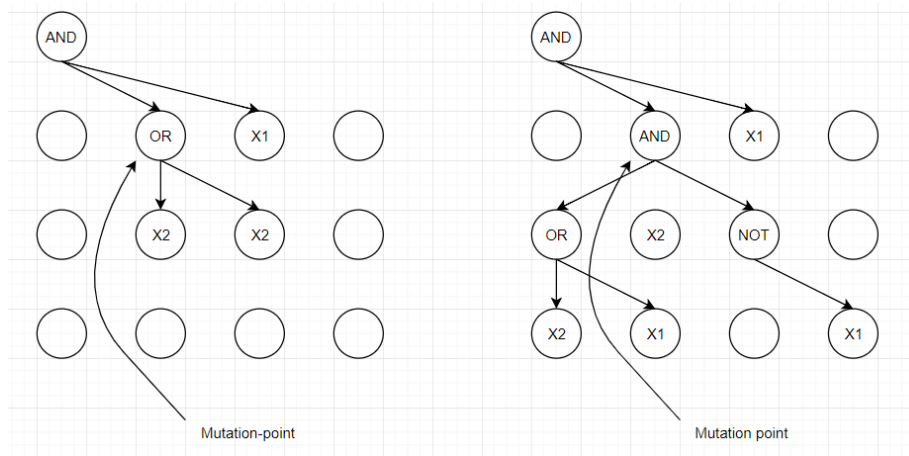 AND
AND
OR
X1
AND
X1
X2
X2
OR
X2
NOT
X2
X1
X1
Mutation-point
Mutation point